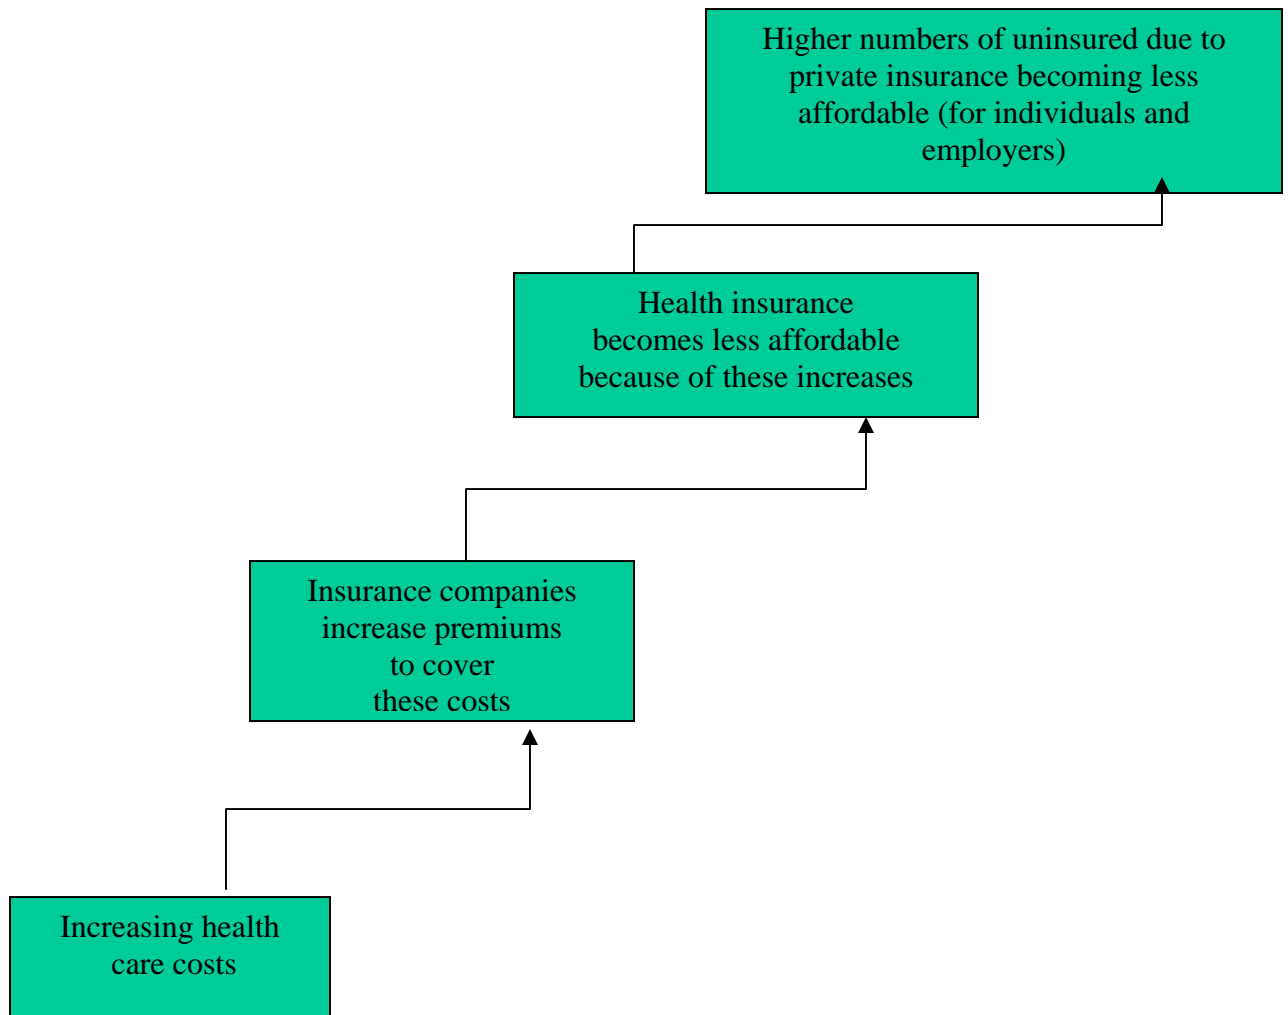 Higher numbers of uninsured due to
private insurance becoming less
affordable (for individuals and
employers)
Health insurance
becomes less affordable
because of these increases
Insurance companies
increase premiums
to cover
these costs
Increasing health
care costs